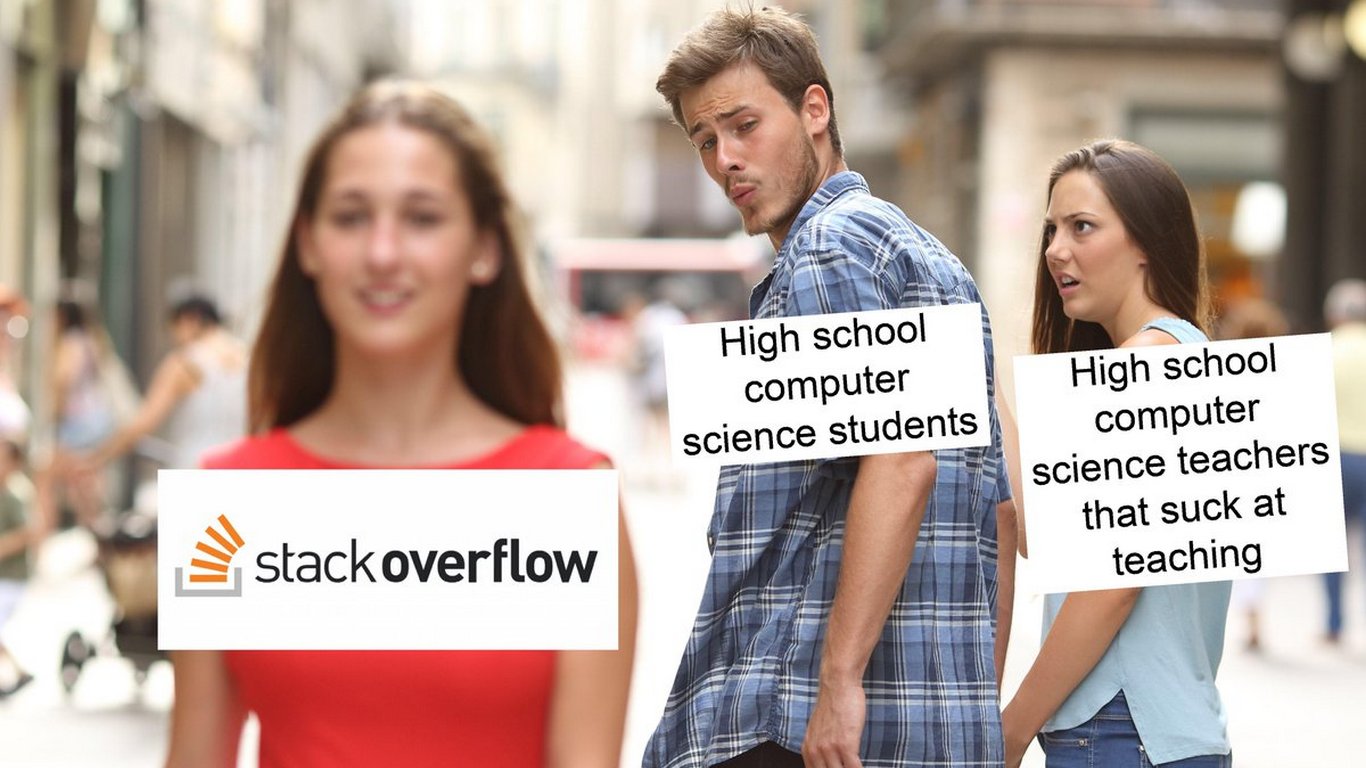 stackoverflow
High school
computer
science students
High school
computer
science teachers
that suck at
teaching